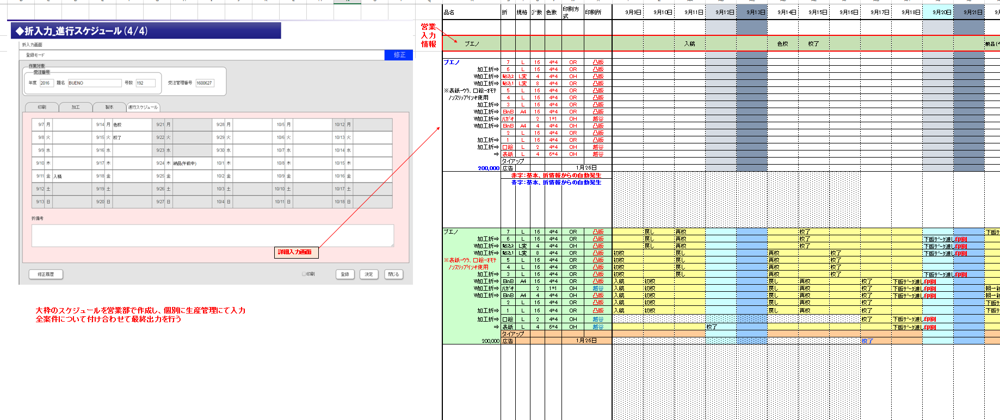 ◆折入力_進行スケジュール(4/4)
折入力画面
登録モード
修正
作業対象
受注番号
年度 2016 題名 BUENO 号数 192 受注管理番号 1600627
印刷 加工 製本 進行スケジュール
9/7 月 9/14 月 色校 9/21 月 9/28 月 10/5 月 10/12 月
9/8 火 9/15 火 校了 9/22 火 9/29 火 10/6 火 10/13 火
9/9 水 9/16 水 9/23 水 9/30 水 10/7 水 10/14 水
9/10 木 9/17 木 9/24 木 納品(午前中) 10/1 木 10/8 木 10/15 木
9/11 金 入稿 9/18 金 9/25 金 10/2 金 10/9 金 10/16 金
9/12 土 9/19 土 9/26 土 10/3 土 10/10 土 10/17 土
9/13 日 9/20 日 9/27 日 10/4 日 10/11 日 10/18 日
折備考
詳細入力画面
修正履歴 印刷 登録 決定 閉じる
大枠のスケジュールを営業部で作成し、個別に生産管理にて入力
全案件について付け合わせて最終出力を行う
営業
入力
情報
品名 折 規格 色数 印刷方式 印刷所 9月9日 9月10日 9月11日 9月12日 9月13日 9月14日 9月15日 9月16日 9月17日 9月18日 9月20日 9月21日
ブエノ 入稿 色校 校了
ブエノ 7 L 16 4*4 OR 凸版
加工折⇒ 6 L 16 4*4 OR 凸版
W加工折⇒ 貼込2 L変 4 4*4 OH 凸版
W加工折⇒ 貼込1 L変 8 4*4 OR 凸版
※表紙-ウラ、口絵-オモテ 5 L 16 4*4 OR 凸版
ノンスリップインキ使用 4 L 16 4*4 OR 凸版
加工折⇒ 3 L 16 4*4 OR 凸版
W加工折⇒ BinB A4 16 4*4 OR 凸版
W加工折⇒ ハガキ 2 1*1 OH 越谷
W加工折⇒ BinB A4 4 4*4 OH 凸版
2 L 16 4*4 OR 凸版
加工折⇒ 1 L 16 4*4 OR 凸版
加工折⇒ 口絵 L 2 4*4 OH 越谷
⇒ 表紙 L 4 6*4 OH 越谷
タイアップ
200,000 広告 1月26日
赤字:基本、折情報からの自動発生
青字:基本、折情報からの自動発生
ブエノ 7 L 16 4*4 OR 凸版 戻し 再校 校了
加工折⇒ 6 L 16 4*4 OR 凸版 戻し 再校 校了 下版データ渡し 印刷
W加工折⇒ 貼込2 L変 4 4*4 OH 凸版 戻し 再校 校了 下版データ渡し 印刷
W加工折⇒ 貼込1 L変 8 4*4 OR 凸版 初校 戻し 再校 校了 下版データ渡し 印刷
※表紙-ウラ、口絵-オモテ 5 L 16 4*4 OR 凸版 初校 戻し 再校 校了
ノンスリップインキ使用 4 L 16 4*4 OR 凸版 初校 戻し 再校 校了
加工折⇒ 3 L 16 4*4 OR 凸版 初校 戻し 再校 校了 下版データ渡し 印刷
W加工折⇒ BinB A4 16 4*4 OR 凸版 入稿 初校 戻し 再校 校了 下版データ渡し 印刷
W加工折⇒ ハガキ 2 1*1 OH 越谷 入稿 初校 戻し 再校 校了 下版データ渡し 印刷
W加工折⇒ BinB A4 4 4*4 OH 凸版 入稿 初校 戻し 再校 校了 下版データ渡し 印刷
2 L 16 4*4 OR 凸版 入稿 初校 戻し 再校 校了
加工折⇒ 1 L 16 4*4 OR 凸版 入稿 初校 戻し 再校 校了
加工折⇒ 口絵 L 2 4*4 OH 越谷 校了 下版データ渡し 印刷
⇒ 表紙 L 4 6*4 OH 越谷 校了 下版データ渡し 印刷
タイアップ
200,000 広告 1月26日 校了